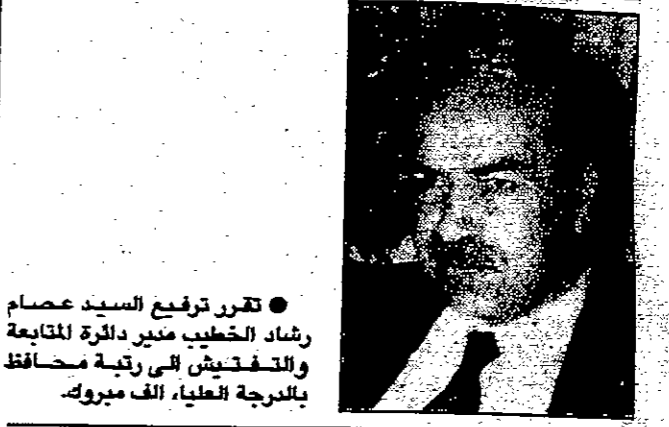 ● تقرر ترفيع السيد عصام
رشاد الخطيب مدير دائرة المتابعة
والتفتيش الى رتبة محافظ
بالدرجة العليا، الف مبروك.